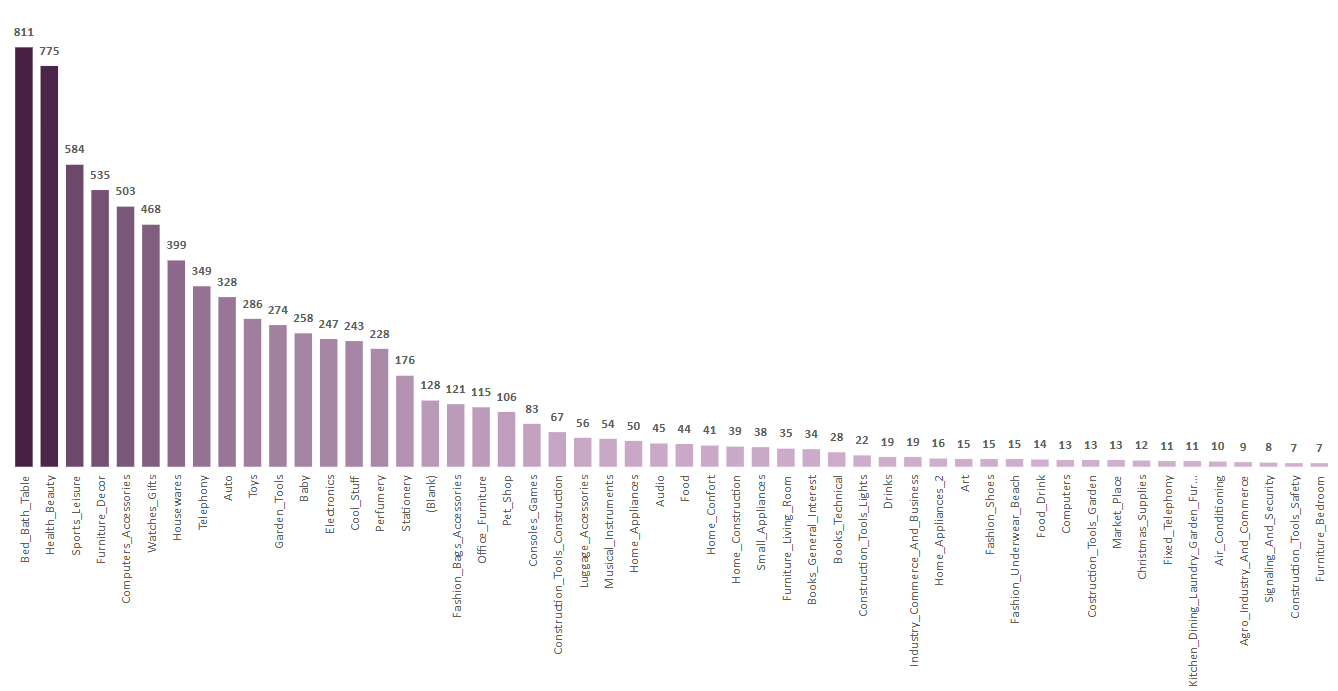 811
775
584
535
503
468
399
349
328
286
274
258
247
243
228
176
128
121
115
106
83
67
56
54
50
45
44
41
39
38
35
34
28
22
19
19
16
15
15
15
14
13
13
13
12
11
11
10
9
8
7
7
Bed_Bath_Table
Health_Beauty
Sports_Leisure
Furniture_Decor
Computers_Accessories
Watches_Gifts
Housewares
Telephony
Auto
Toys
Garden_Tools
Baby
Electronics
Cool_Stuff
Perfumery
Stationery
(Blank)
Fashion_Bags_Accessories
Office_Furniture
Pet_Shop
Consoles_Games
Construction_Tools_Construction
Luggage_Accessories
Musical_Instruments
Home_Appliances
Audio
Food
Home_Confort
Home_Construction
Small_Appliances
Furniture_Living_Room
Books_General_Interest
Books_Technical
Construction_Tools_Lights
Drinks
Industry_Commerce_And_Business
Home_Appliances_2
Art
Fashion_Shoes
Fashion_Underwear_Beach
Food_Drink
Computers
Costruction_Tools_Garden
Market_Place
Christmas_Supplies
Fixed_Telephony
Kitchen_Dining_Laundry_Garden_Fur...
Air_Conditioning
Agro_Industry_And_Commerce
Signaling_And_Security
Construction_Tools_Safety
Furniture_Bedroom